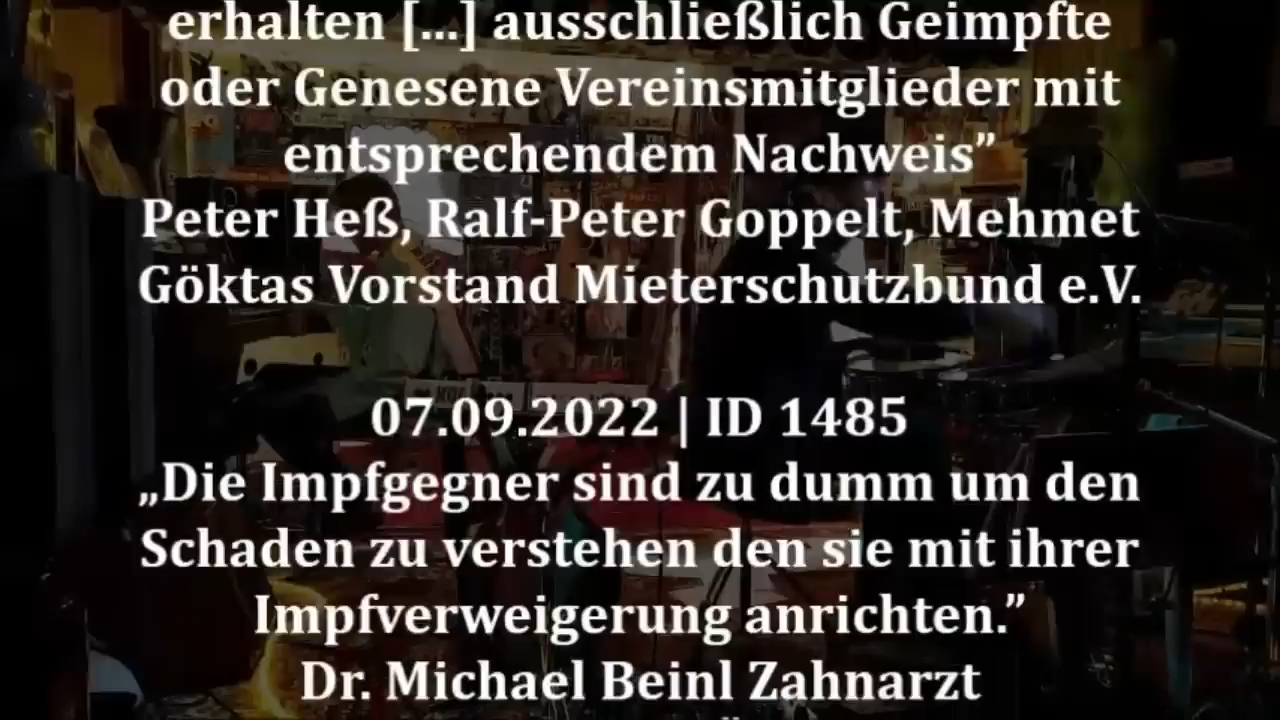 erhalten [...] ausschließlich Geimpfte
oder Genesene Vereinsmitglieder mit
entsprechendem Nachweis”
Peter Heß, Ralf-Peter Goppelt, Mehmet
Göktas Vorstand Mieterschutzbund e.V.
07.09.2022 | ID 1485
„Die Impfgegner sind zu dumm um den
Schaden zu verstehen den sie mit ihrer
Impfverweigerung anrichten.”
Dr. Michael Beinl Zahnarzt